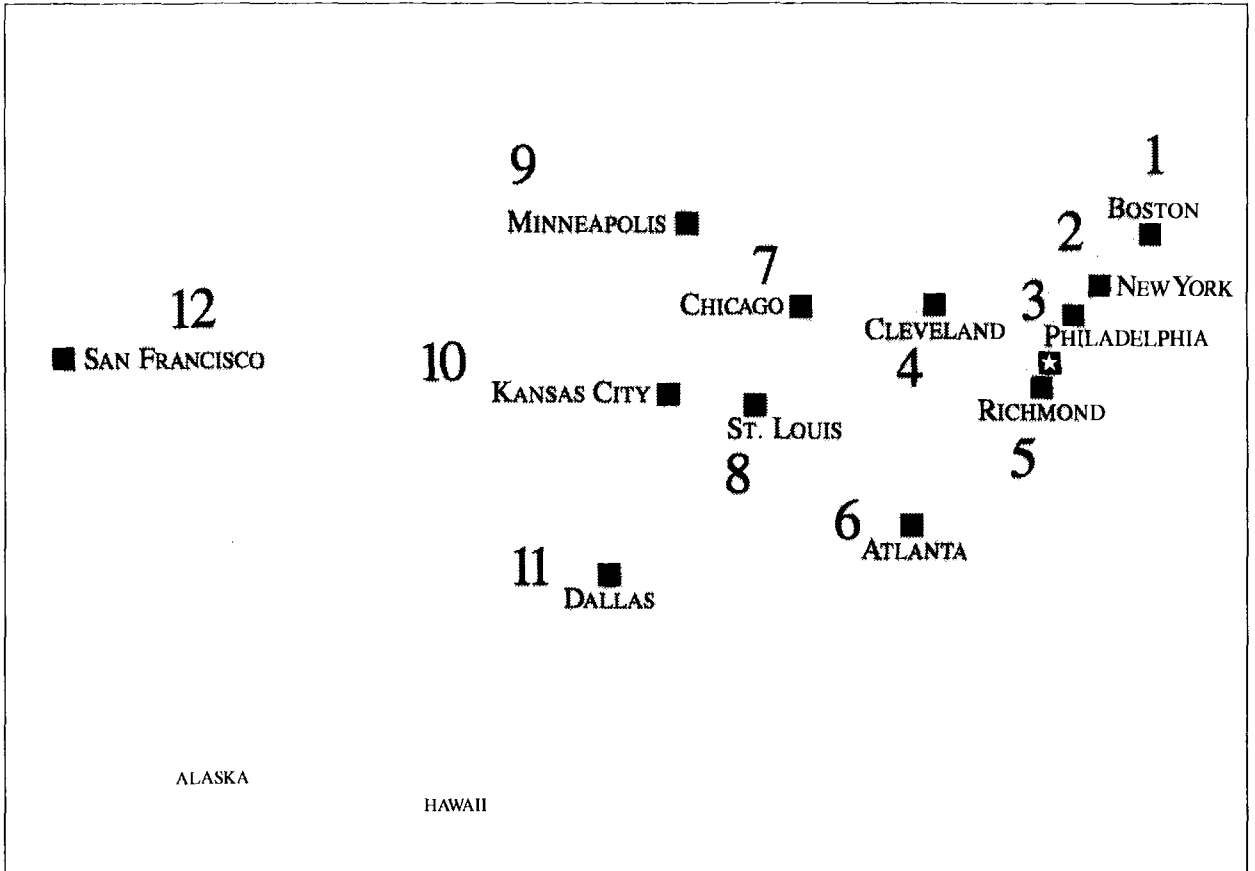 9
MINNEAPOLIS
1
BOSTON
2
NEW YORK
7
CHICAGO
3
PHILADELPHIA
CLEVELAND
4
12
SAN FRANCISCO
10
KANSAS CITY
ST. LOUIS
8
RICHMOND
5
6
ATLANTA
11
DALLAS
ALASKA
HAWAII